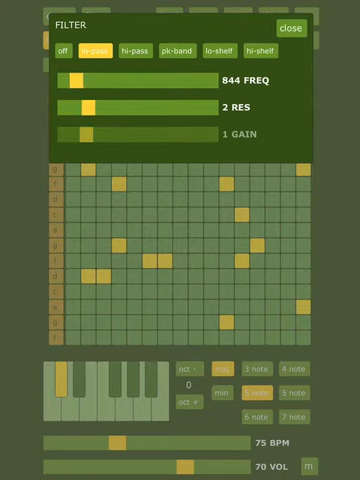 FILTER
close
off lo-pass hi-pass pk-band lo-shelf hi-shelf
844 FREQ
2 RES
1 GAIN
g
f
d
c
a
g
f
d
c
a
g
f
oct - maj 3 note 4 note
0
min 5 note 5 note
oct +
6 note 7 note
75 BPM
70 VOL m